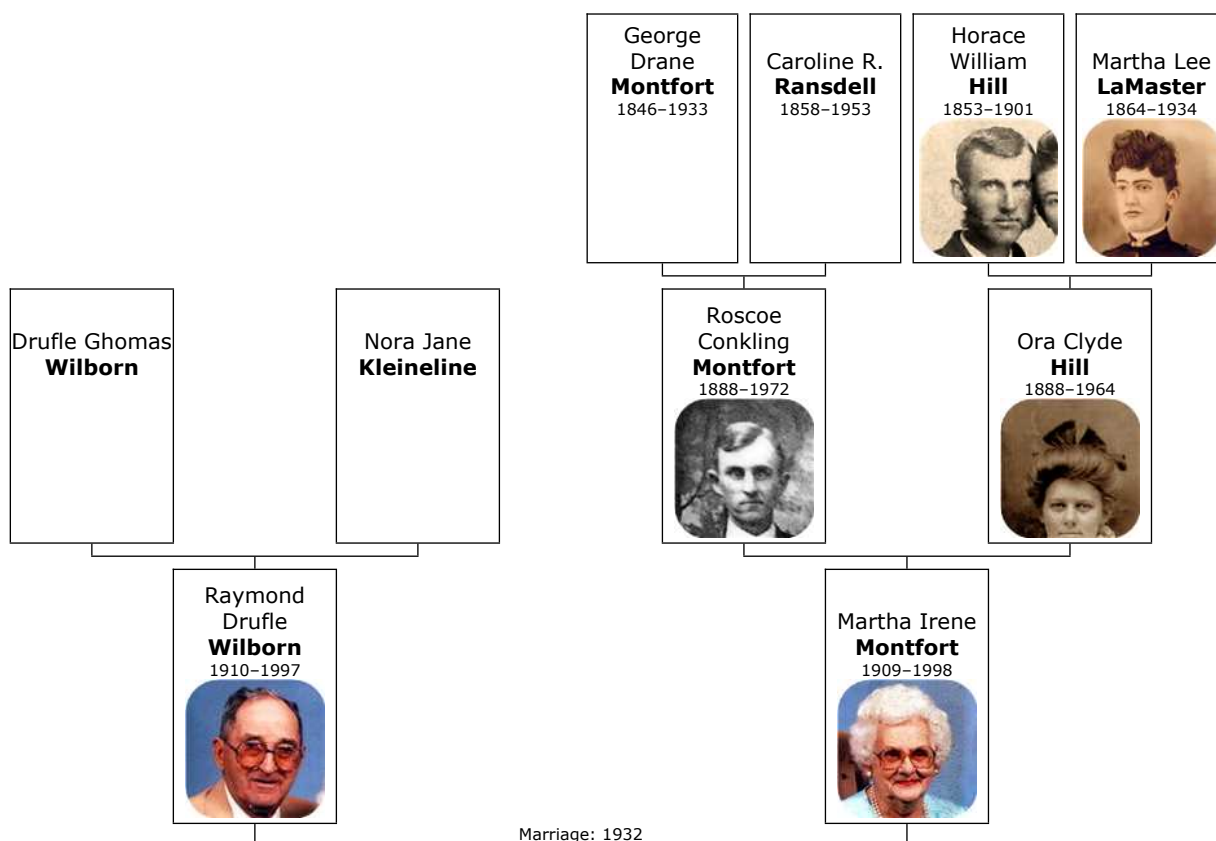 George
Drane
Montfort
1846–1933
Caroline R.
Ransdell
1858–1953
Horace
William
Hill
1853–1901
Martha Lee
LaMaster
1864–1934
Drufle Ghomas
Wilborn
Nora Jane
Kleineline
Roscoe
Conkling
Montfort
1888–1972
Ora Clyde
Hill
1888–1964
Raymond
Drufle
Wilborn
1910–1997
Martha Irene
Montfort
1909–1998
Marriage: 1932